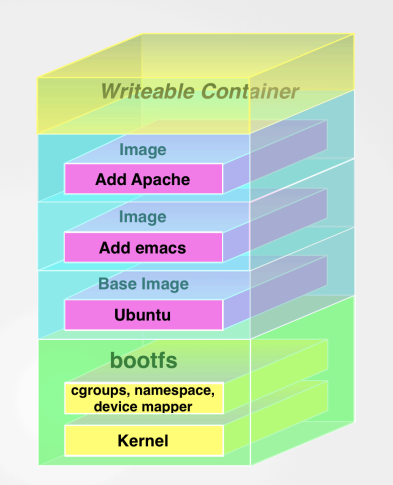 Writeable Container
Image
Add Apache
Image
Add emacs
Base Image
Ubuntu
bootfs
cgroups, namespace,
device mapper
Kernel